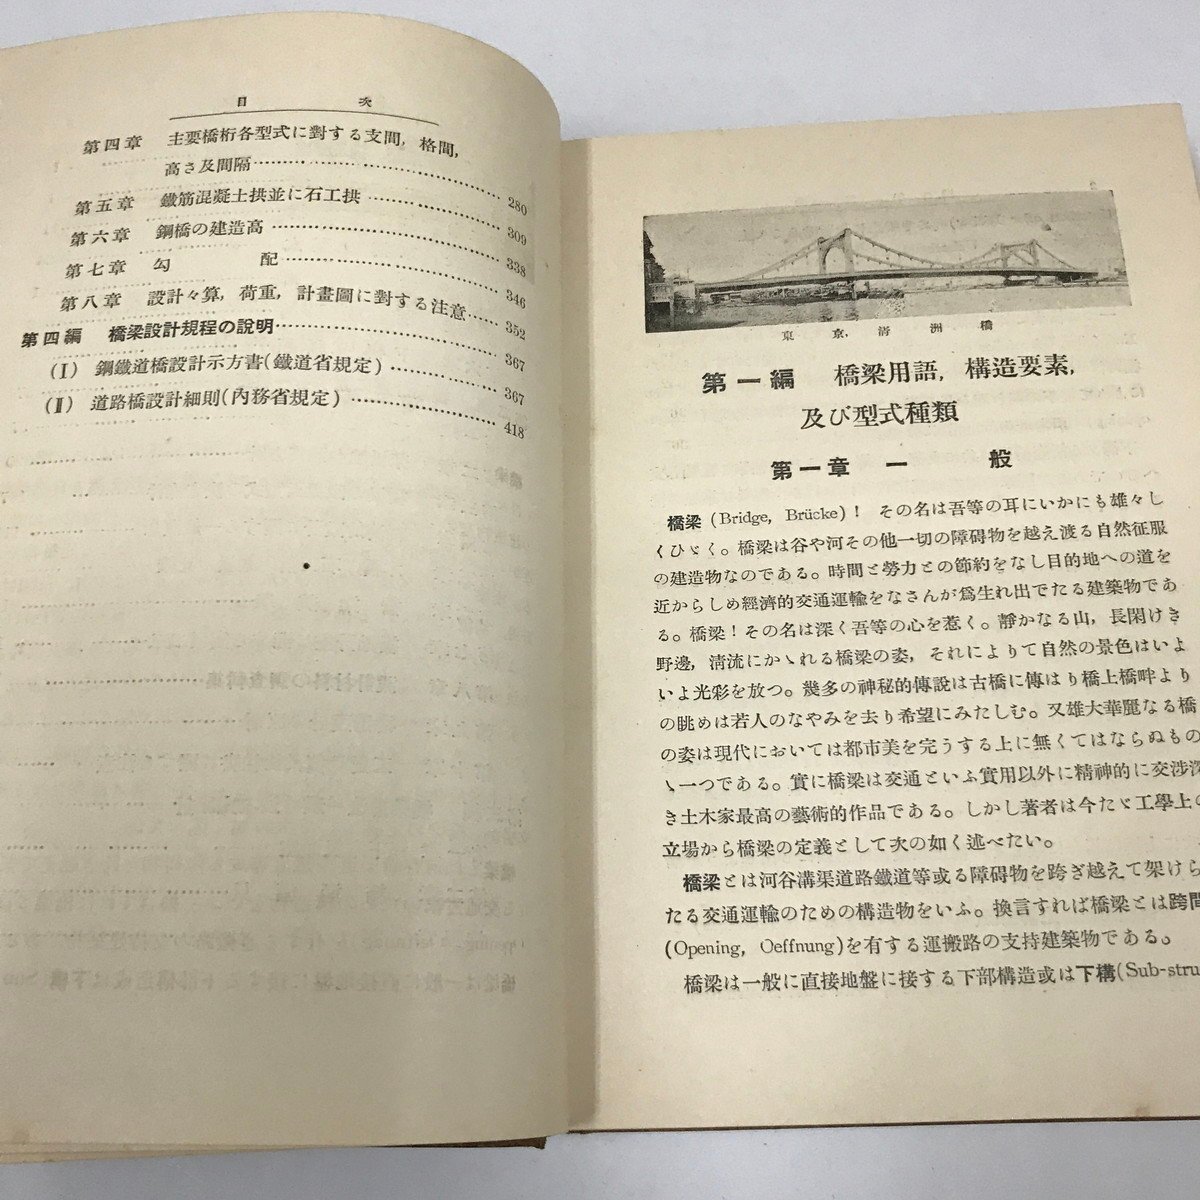 目次
第四章 主要橋桁各型式に對する支間，格間，
高さ及間隔 280
第五章 鐵筋混凝土拱並に石工拱 309
第六章 鋼橋の建造高 338
第七章 勾配 346
第八章 設計々算，荷重，計畫圖に對する注意 352
第四編 橋梁設計規程の說明 367
(Ⅰ) 鋼鐵道橋設計示方書(鐵道省規定) 367
(Ⅱ) 道路橋設計細則(內務省規定) 418
東京，清洲橋
第一編 橋梁用語，構造要素，
及び型式種類
第一章 一般
橋梁 (Bridge, Brücke)！ その名は吾等の耳にいかにも雄々し
くひゞく。橋梁は谷や河その他一切の障碍物を越え渡る自然征服
の建造物なのである。時間と勞力との節約をなし目的地への道を
近からしめ經濟的交通運輸をなさんが爲生れ出でたる建築物であ
る。橋梁！その名は深く吾等の心を惹く。靜かなる山，長閑けき
野邊，淸流にかゝれる橋梁の姿，それによりて自然の景色はいよ
いよ光彩を放つ。幾多の神秘的傳說は古橋に傳はり橋上橋畔より
の眺めは若人のなやみを去り希望にみたしむ。又雄大華麗なる橋
の姿は現代においては都市美を完うする上に無くてはならぬもの
ゝ一つである。實に橋梁は交通といふ實用以外に精神的に交涉深
き土木家最高の藝術的作品である。しかし著者は今たゞ工學上の
立場から橋梁の定義として次の如く述べたい。
橋梁とは河谷溝渠道路鐵道等或る障碍物を跨ぎ越えて架けら
たる交通運輸のための構造物をいふ。換言すれば橋梁とは跨間
(Opening, Oeffnung)を有する運搬路の支持建築物である。
橋梁は一般に直接地盤に接する下部構造或は下構(Sub-stru